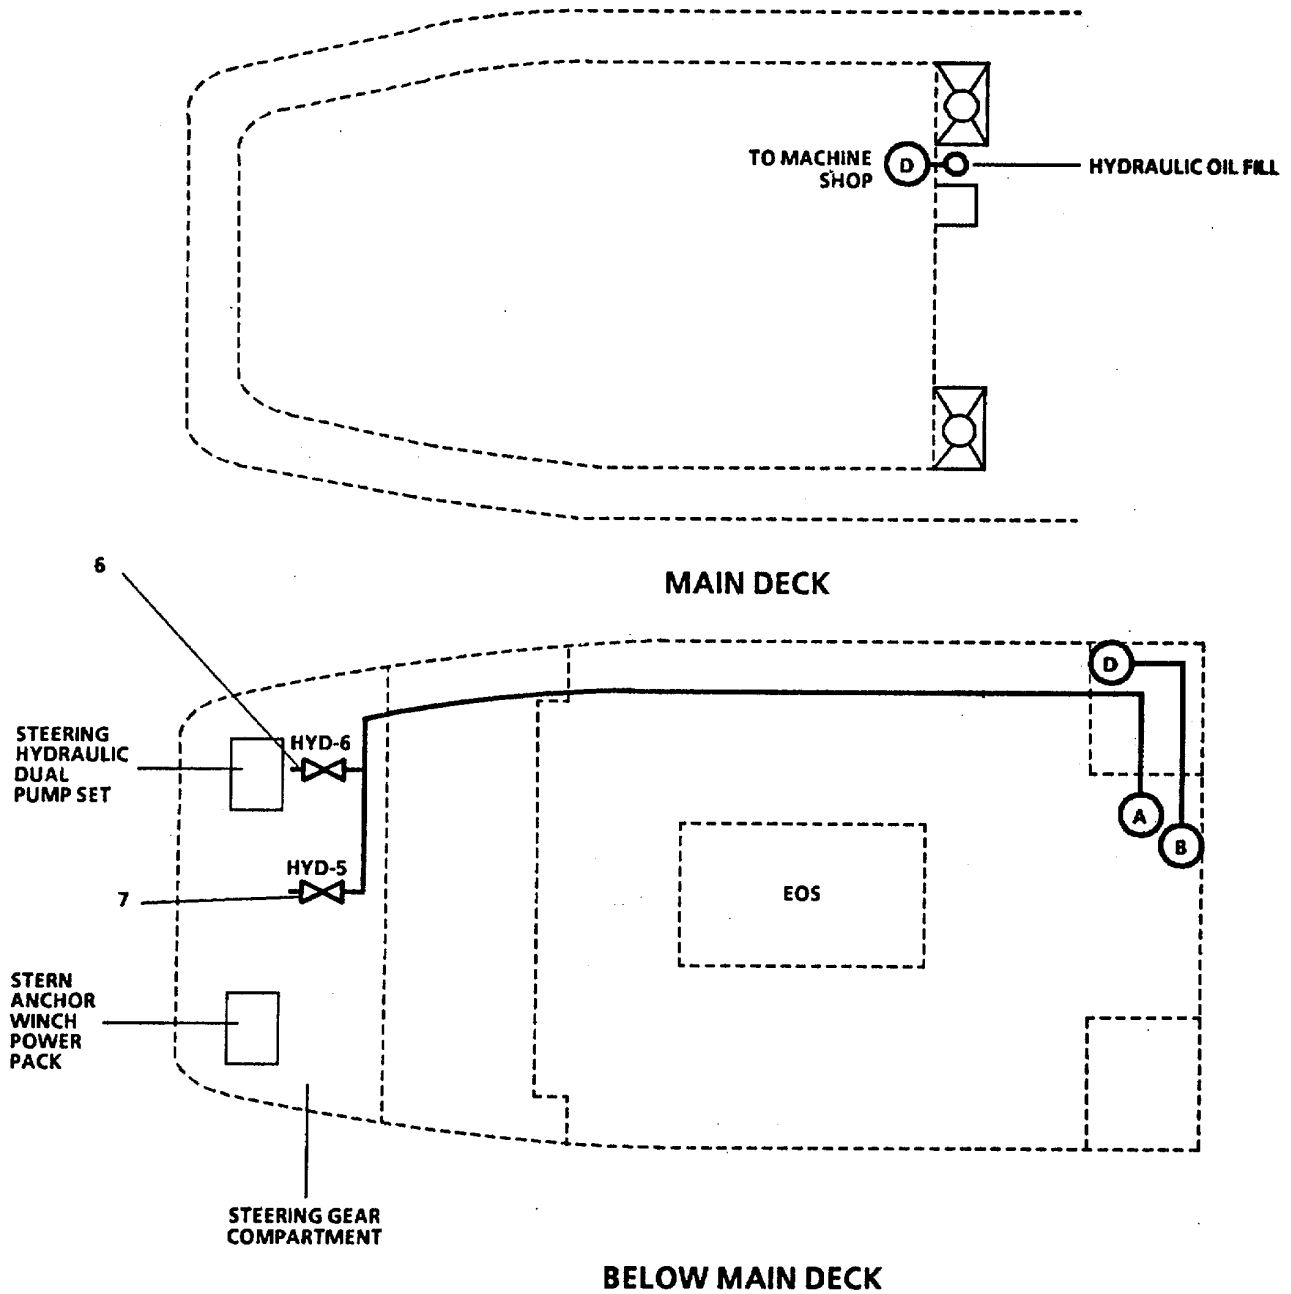 TO MACHINE
SHOP
D
HYDRAULIC OIL FILL
MAIN DECK
6
D
STEERING
HYDRAULIC
DUAL
PUMP SET
HYD-6
A
B
HYD-5
7
EOS
STERN
ANCHOR
WINCH
POWER
PACK
STEERING GEAR
COMPARTMENT
BELOW MAIN DECK